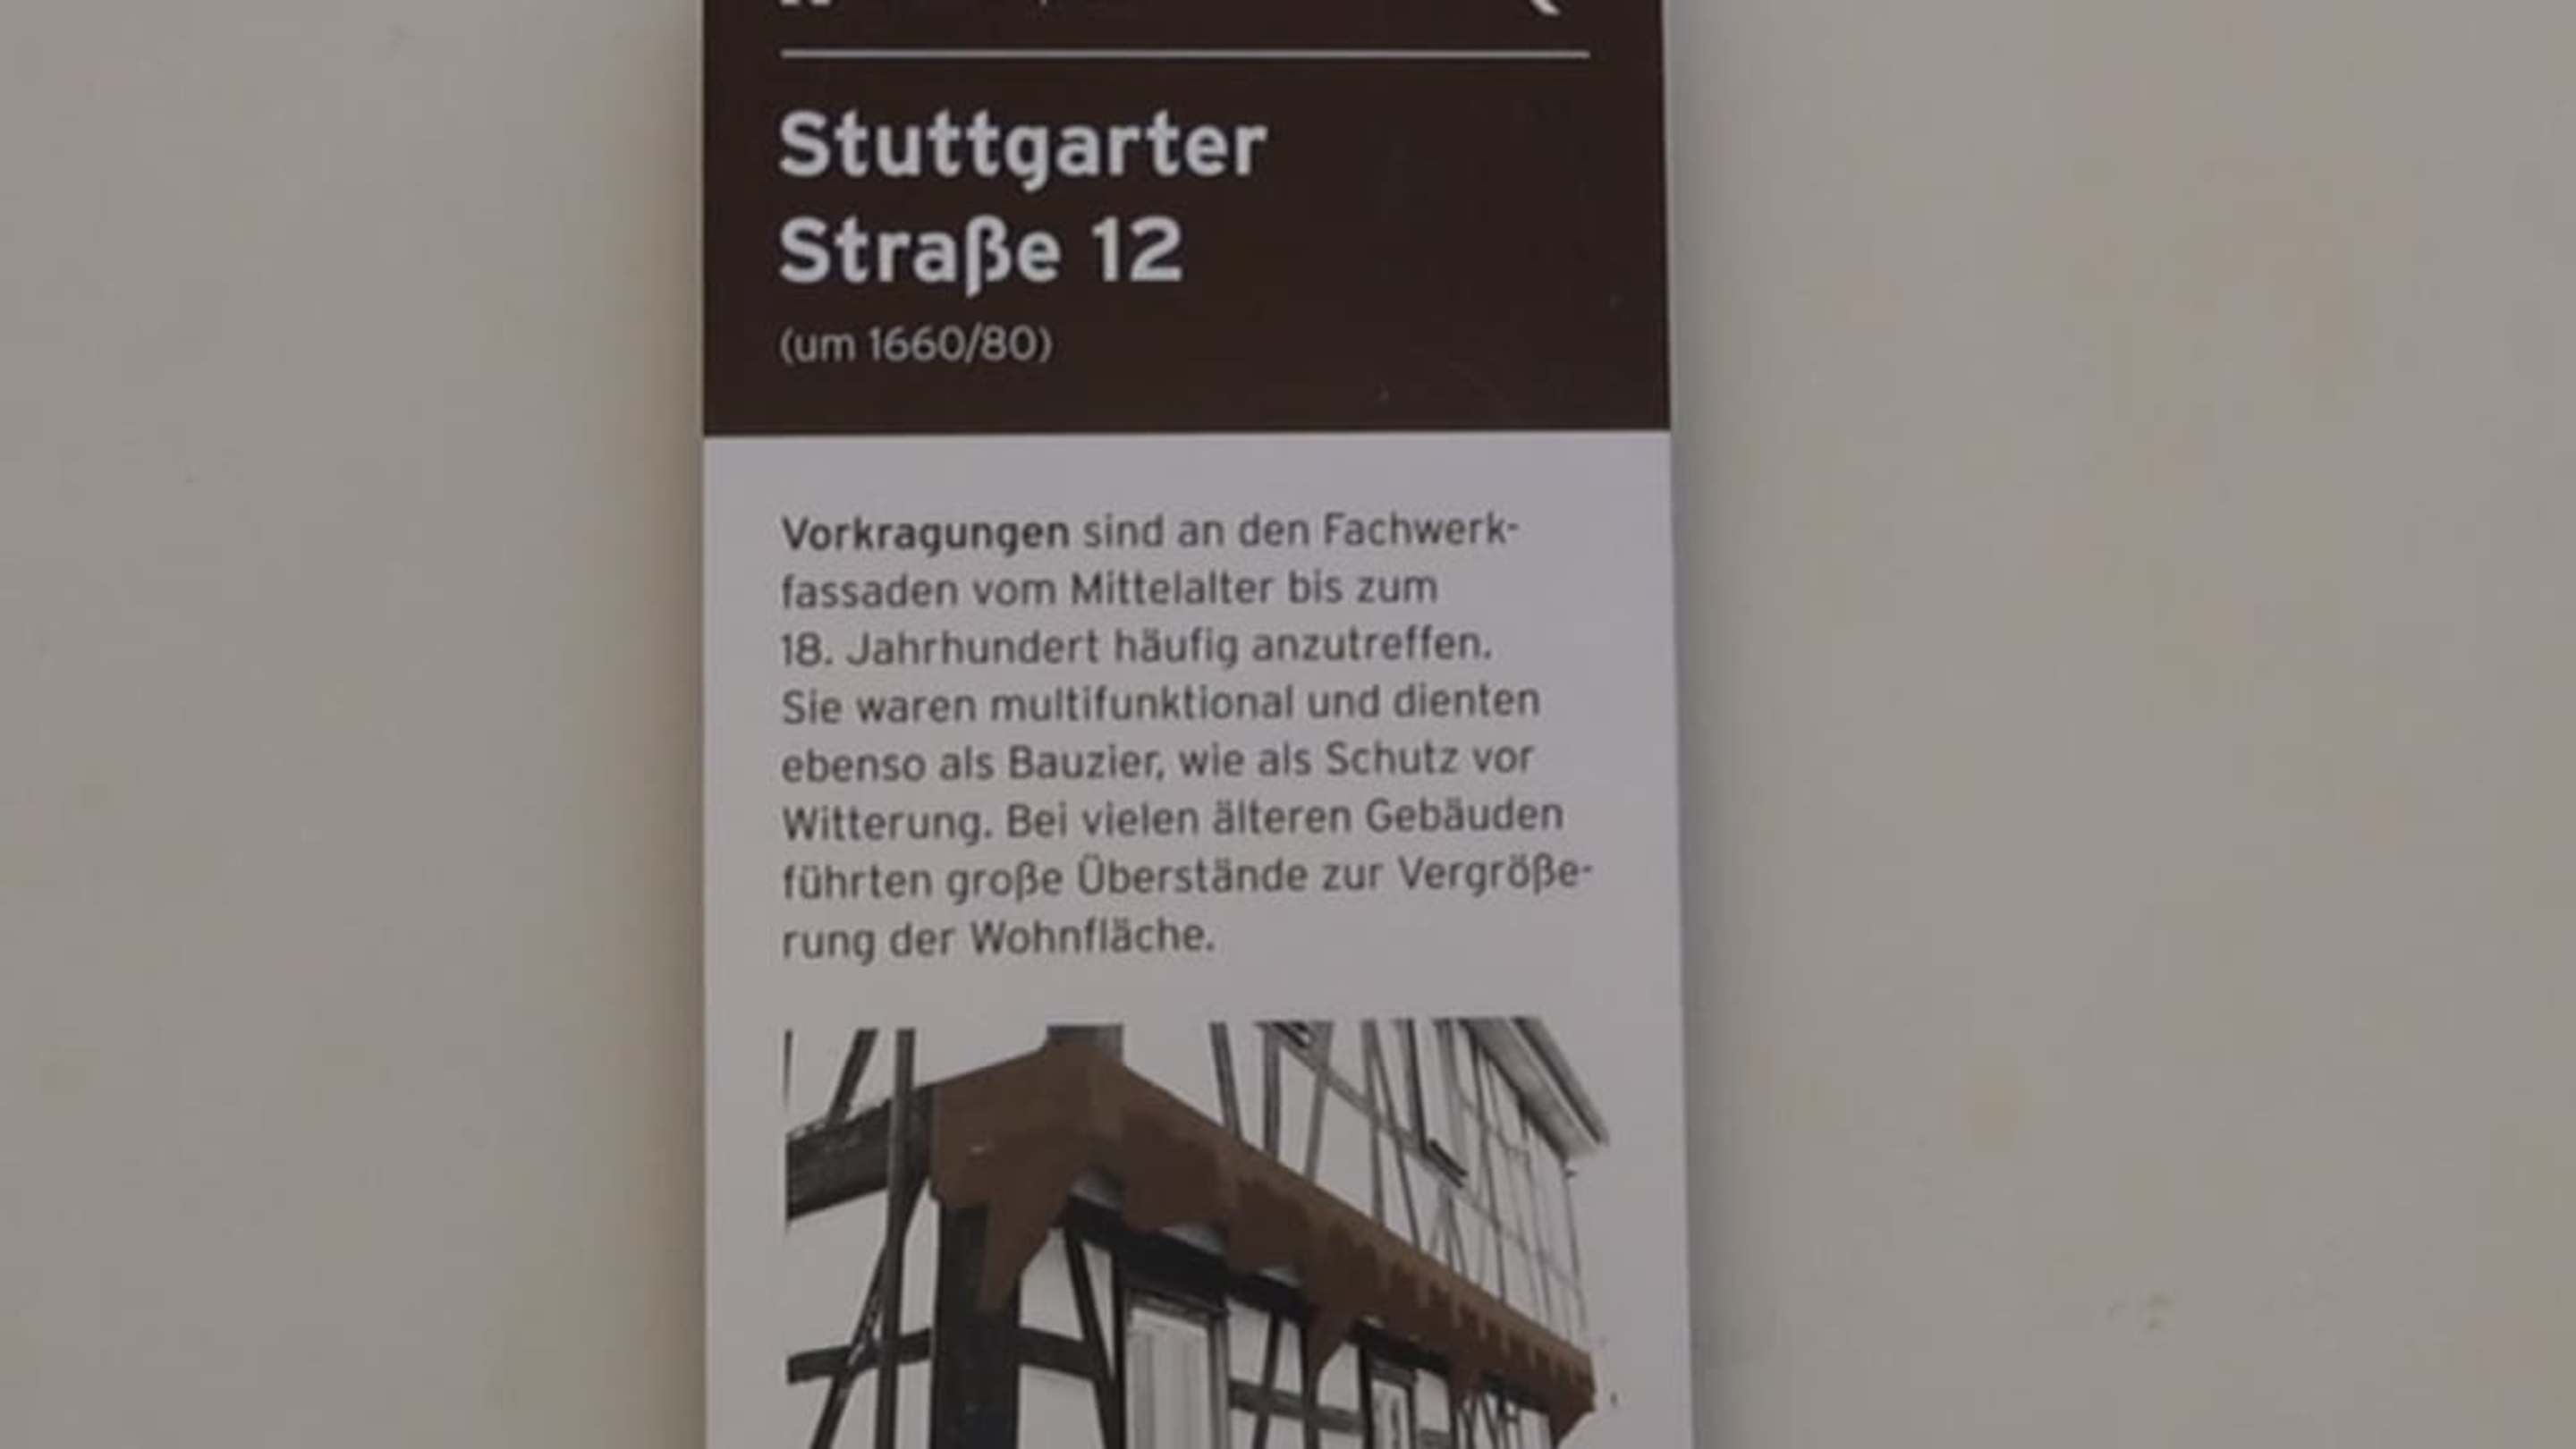 Stuttgarter
Straße 12
(um 1660/80)
Vorkragungen sind an den Fachwerk-
fassaden vom Mittelalter bis zum
18. Jahrhundert häufig anzutreffen.
Sie waren multifunktional und dienten
ebenso als Bauzier, wie als Schutz vor
Witterung. Bei vielen älteren Gebäuden
führten große Überstände zur Vergröße-
rung der Wohnfläche.